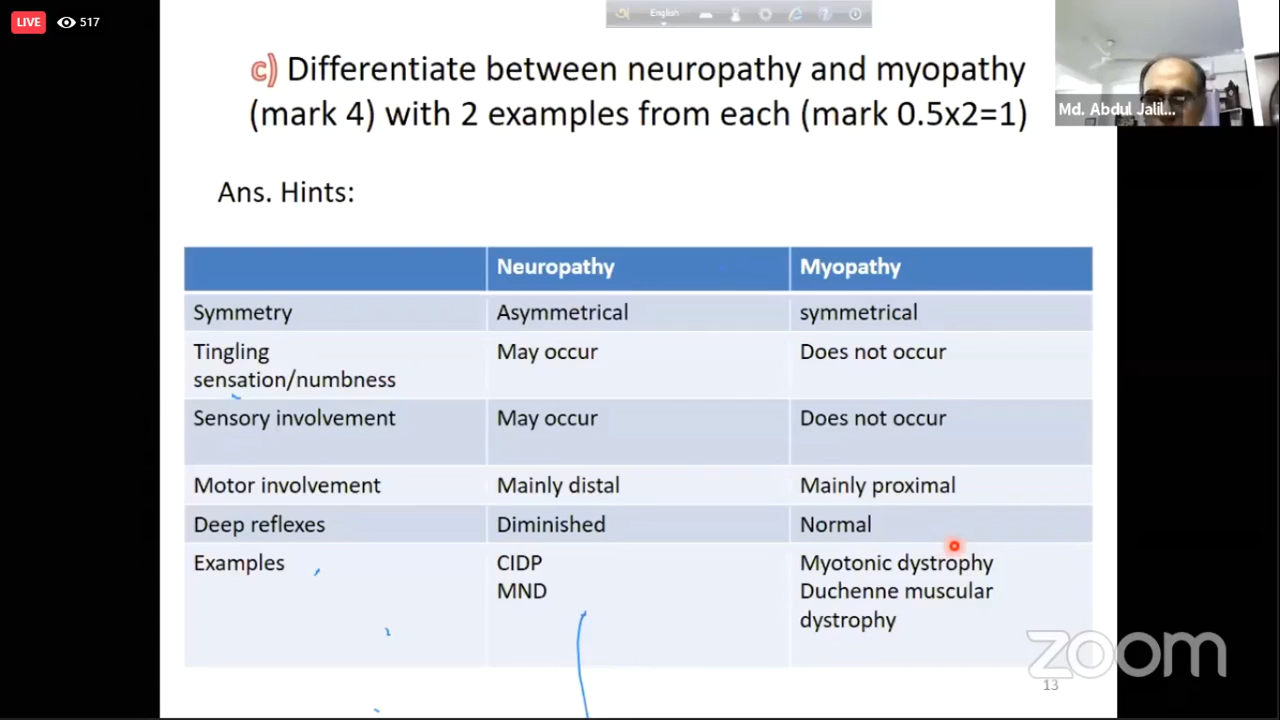 LIVE 517
English
Md. Abdul Jalil...
c) Differentiate between neuropathy and myopathy
(mark 4) with 2 examples from each (mark 0.5x2=1)
Ans. Hints:
Neuropathy Myopathy
Symmetry Asymmetrical symmetrical
Tingling May occur Does not occur
sensation/numbness
Sensory involvement May occur Does not occur
Motor involvement Mainly distal Mainly proximal
Deep reflexes Diminished Normal
Examples CIDP Myotonic dystrophy
MND Duchenne muscular
dystrophy
zoom
13